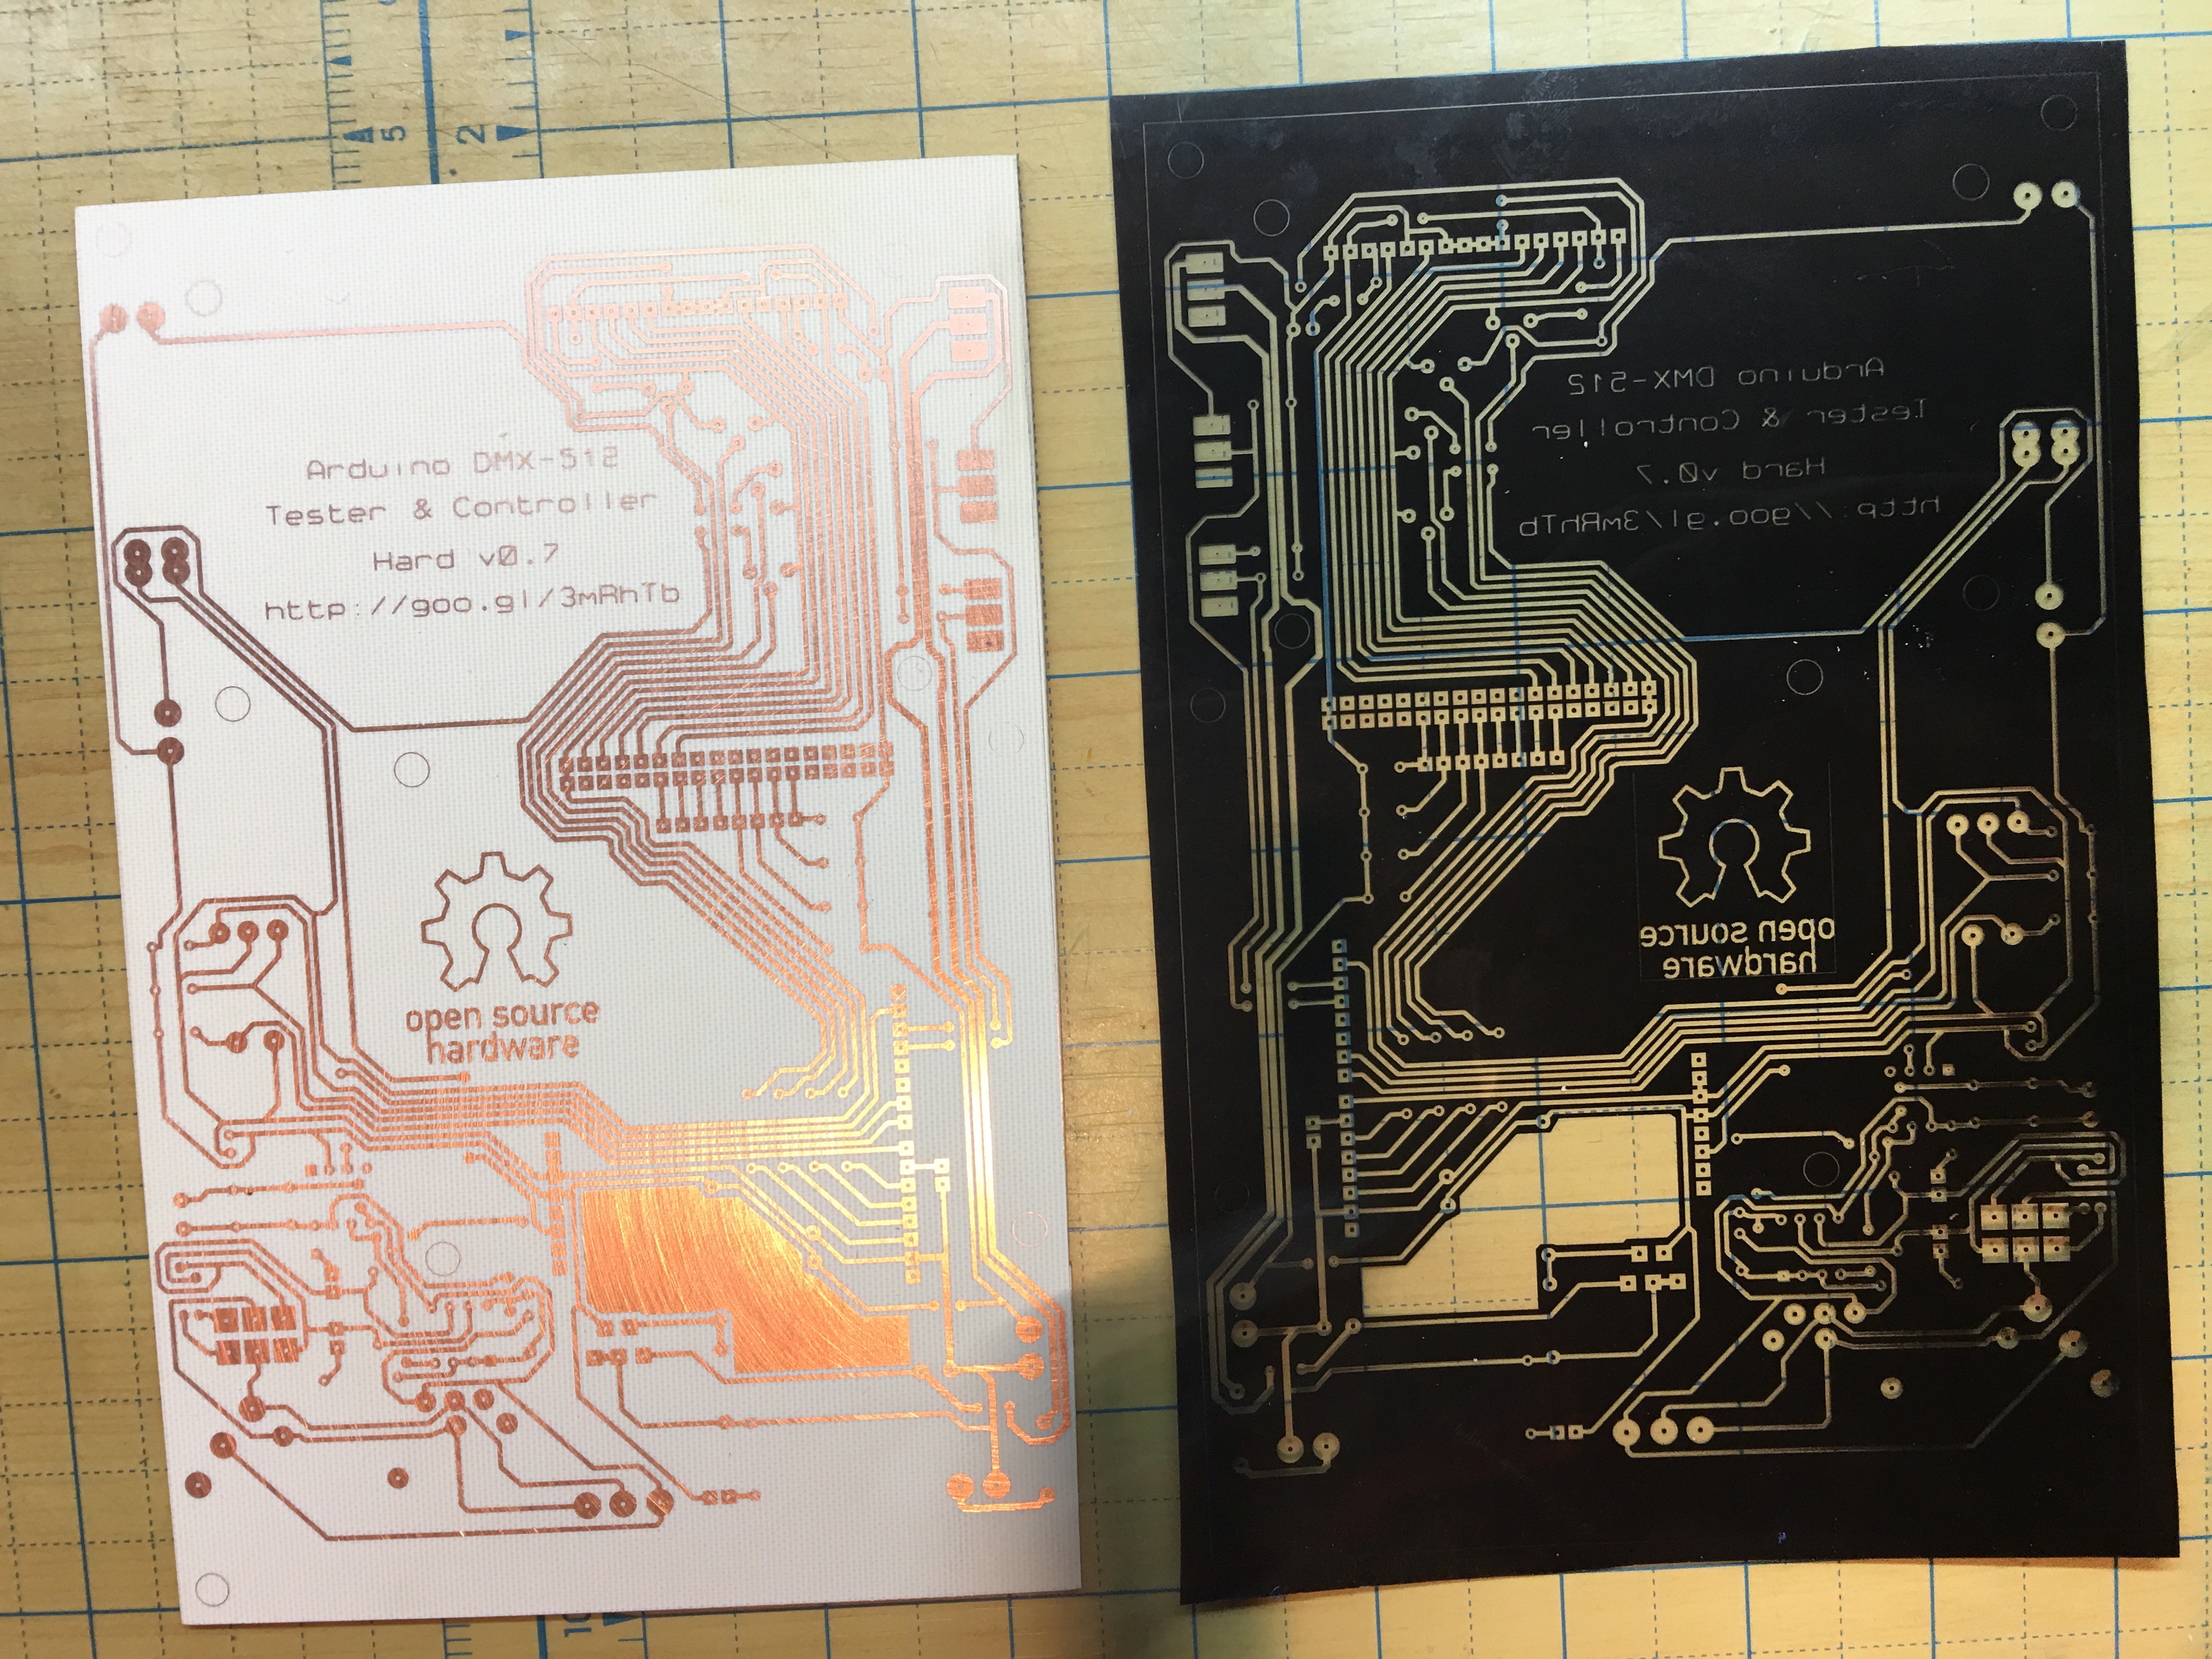 5
2
Arduino DMX-512
Tester & Controller
Hard v0.7
http://goo.gl/3mRhTb
open source
hardware
10
Arduino DMX-512
Tester & Controller
Hard v0.7
http://goo.gl/3mRhTb
open source
hardware